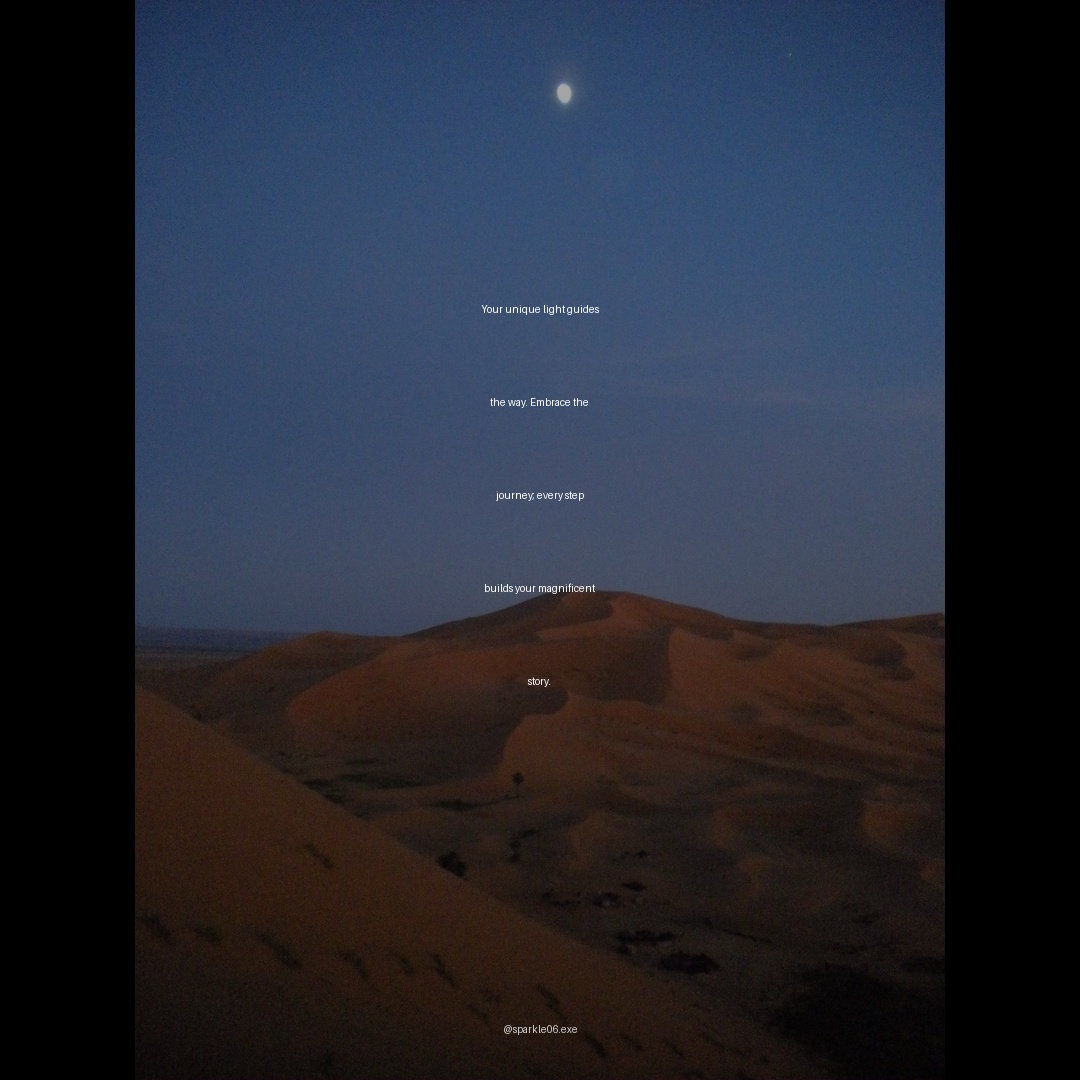 Your unique light guides
the way. Embrace the
journey; every step
builds your magnificent
story.
@sparkle06.exe